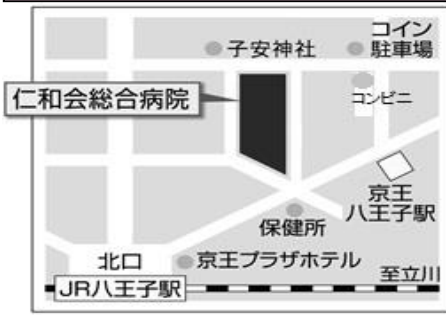 コイン
駐車場
子安神社
仁和会総合病院
コンビニ
京王
八王子駅
保健所
北口
京王プラザホテル
至立川
JR八王子駅